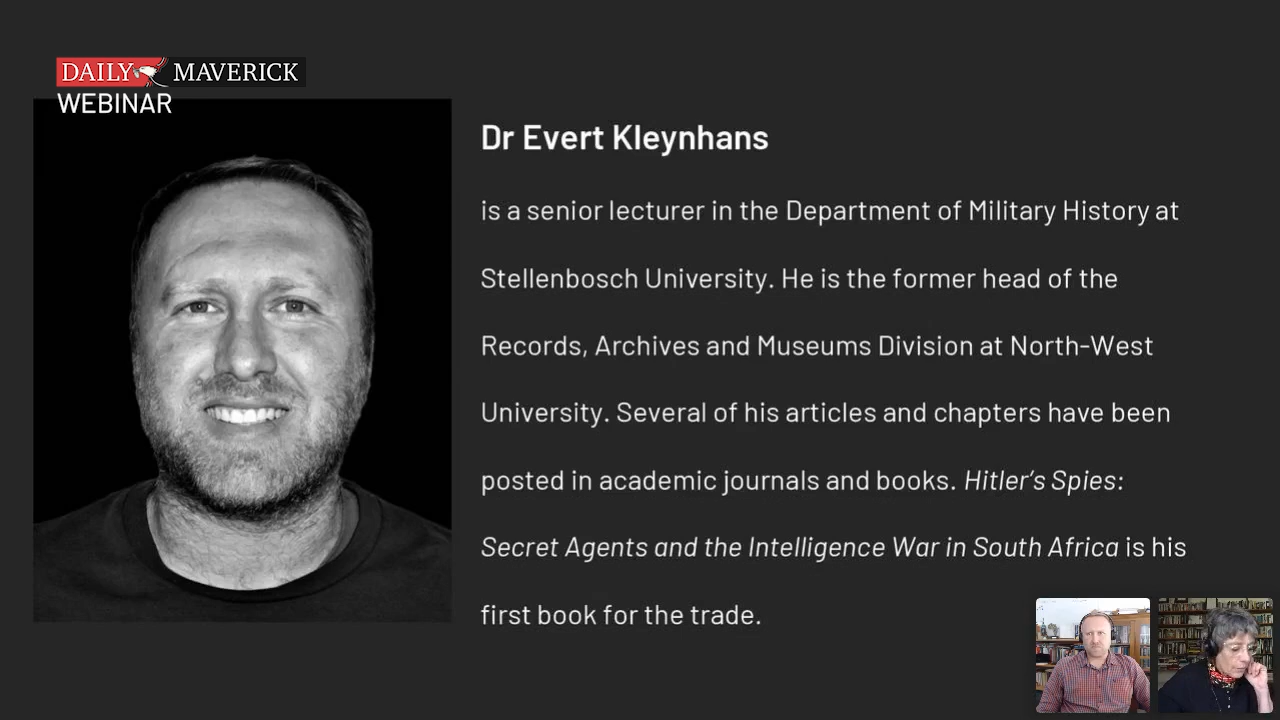 DAILY MAVERICK
WEBINAR
Dr Evert Kleynhans
is a senior lecturer in the Department of Military History at
Stellenbosch University. He is the former head of the
Records, Archives and Museums Division at North-West
University. Several of his articles and chapters have been
posted in academic journals and books. Hitler's Spies:
Secret Agents and the Intelligence War in South Africa is his
first book for the trade.